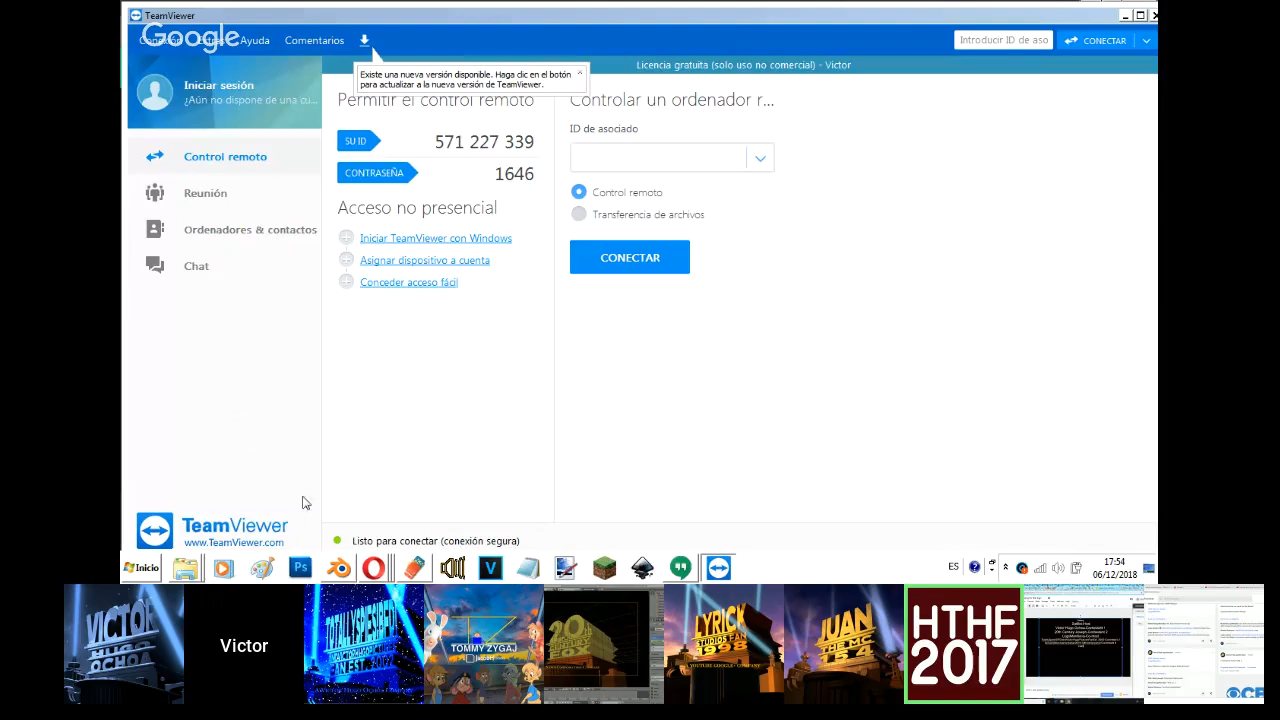 TeamViewer
Google
Ayuda
Comentarios
Introducir ID de aso
CONECTAR
Existe una nueva versión disponible. Haga clic en el botón
para actualizar a la nueva versión de TeamViewer.
Licencia gratuita (solo uso no comercial) - Victor
Iniciar sesión
¿Aún no dispone de una cu...
Control remoto
Reunión
Ordenadores & contactos
Chat
Permitir el control remoto
SU ID
571 227 339
CONTRASEÑA
1646
Acceso no presencial
Iniciar TeamViewer con Windows
Asignar dispositivo a cuenta
Conceder acceso fácil
Controlar un ordenador r...
ID de asociado
Control remoto
Transferencia de archivos
CONECTAR
TeamViewer
www.TeamViewer.com
Listo para conectar (conexión segura)
Inicio
Ps
V
ES
17:54
06/12/2018
VICTOR
Victor
HTHF
2017